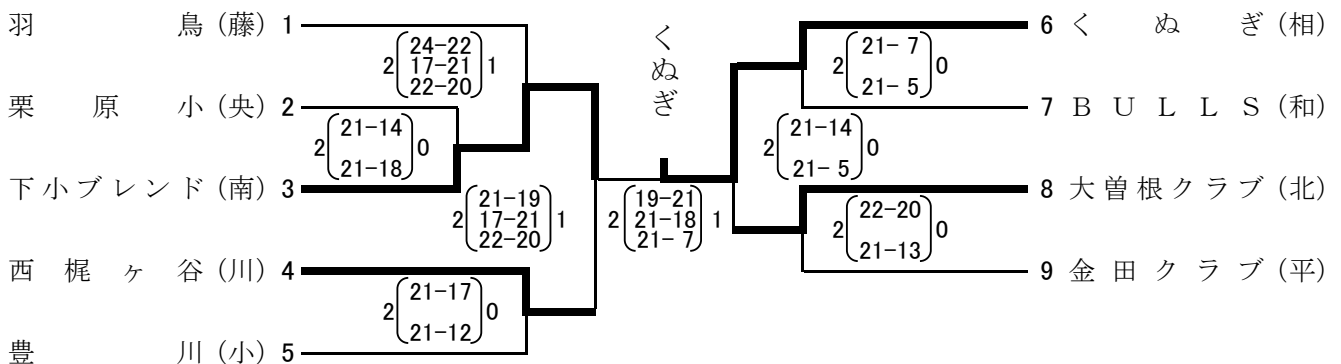 羽鳥（藤） 1
24-22
2 17-21 1
22-20
栗原小（央） 2
21-14
2 0
21-18
下小ブレンド（南） 3
21-19
2 17-21 1
22-20
西梶ヶ谷（川） 4
21-17
2 0
21-12
豊川（小） 5
くぬぎ
19-21
2 21-18 1
21- 7
6 くぬぎ（相）
21- 7
2 0
21- 5
7 ＢＵＬＬＳ（和）
21-14
2 0
21- 5
8 大曽根クラブ（北）
22-20
2 0
21-13
9 金田クラブ（平）